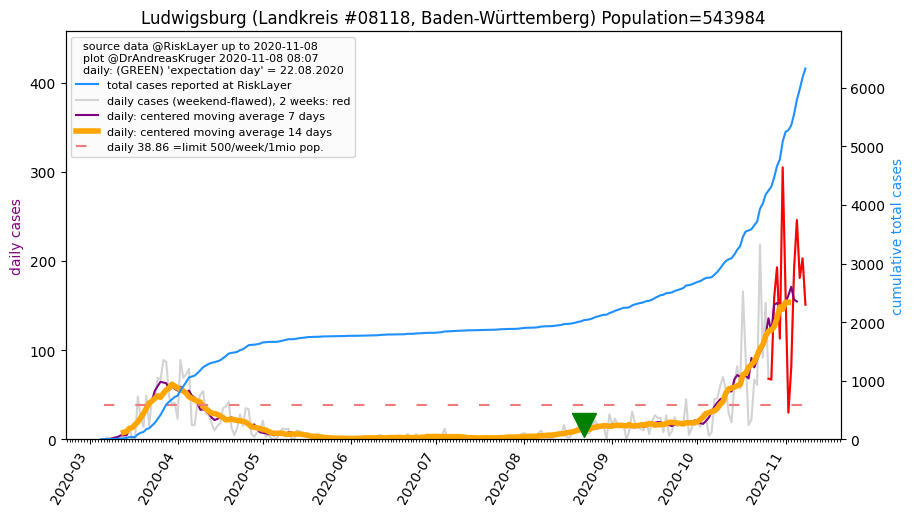 Ludwigsburg (Landkreis #08118, Baden-Württemberg) Population=543984
source data @RiskLayer up to 2020-11-08
plot @DrAndreasKruger 2020-11-08 08:07
daily: (GREEN) 'expectation day' = 22.08.2020
total cases reported at RiskLayer
daily cases (weekend-flawed), 2 weeks: red
daily: centered moving average 7 days
daily: centered moving average 14 days
daily 38.86 =limit 500/week/1mio pop.
daily cases
400
300
200
100
0
cumulative total cases
6000
5000
4000
3000
2000
1000
0
2020-03
2020-04
2020-05
2020-06
2020-07
2020-08
2020-09
2020-10
2020-11